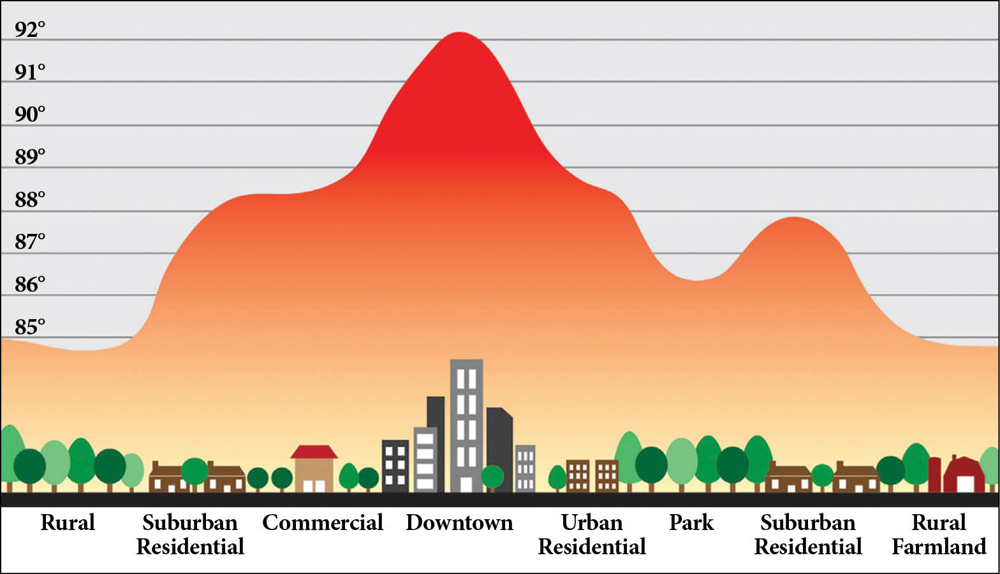 92°
91°
90°
89°
88°
87°
86°
85°
Rural
Suburban
Residential
Commercial
Downtown
Urban
Residential
Park
Suburban
Residential
Rural
Farmland